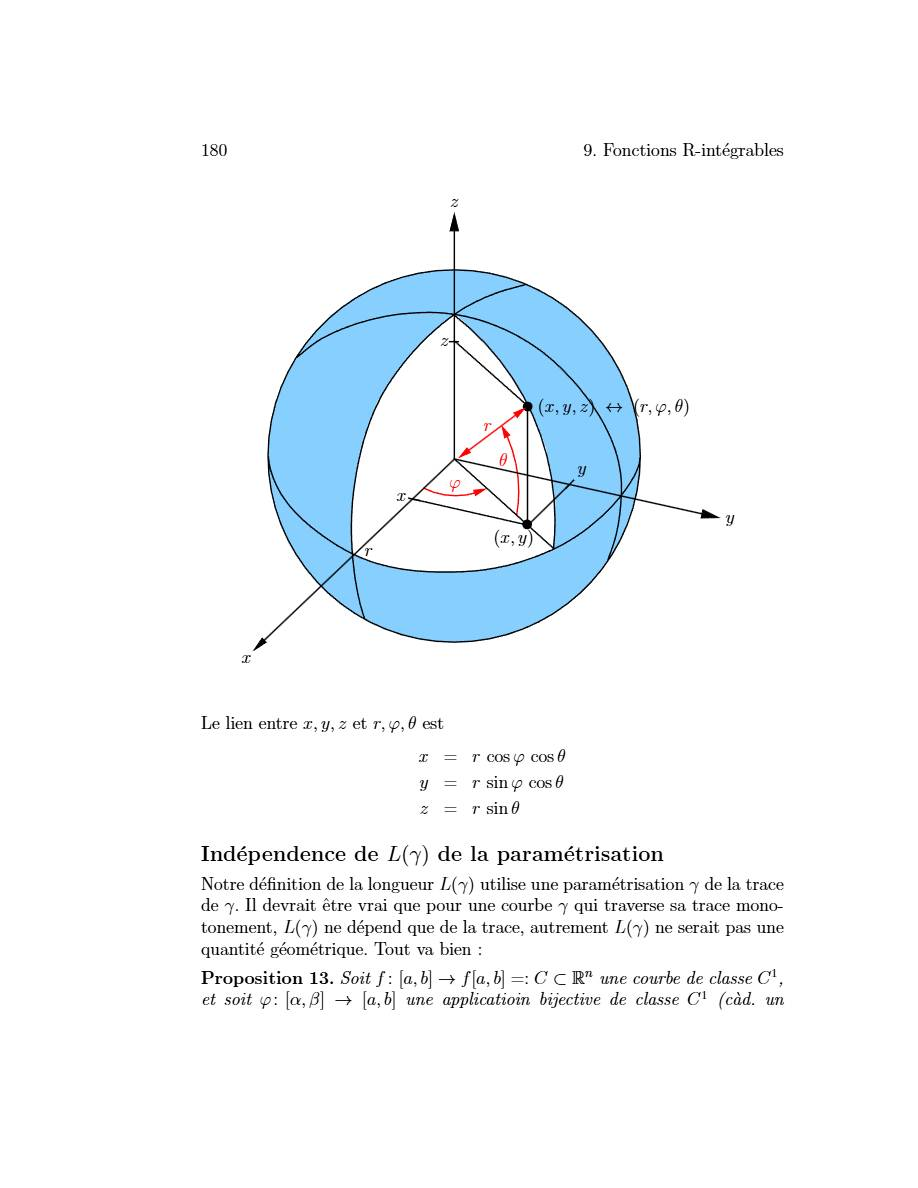 180 9. Fonctions R-intégrables
z
z
(x, y, z) ↔ (r, φ, θ)
r
θ
y
φ
x
y
(x, y)
r
x
Le lien entre x, y, z et r, φ, θ est
x = r cos φ cos θ
y = r sin φ cos θ
z = r sin θ
Indépendence de L(γ) de la paramétrisation
Notre définition de la longueur L(γ) utilise une paramétrisation γ de la trace
de γ. Il devrait être vrai que pour une courbe γ qui traverse sa trace mono-
tonement, L(γ) ne dépend que de la trace, autrement L(γ) ne serait pas une
quantité géométrique. Tout va bien :
Proposition 13. Soit f : [a, b] → f[a, b] =: C ⊂ ℝⁿ une courbe de classe C¹,
et soit φ : [α, β] → [a, b] une applicatioin bijective de classe C¹ (càd. un